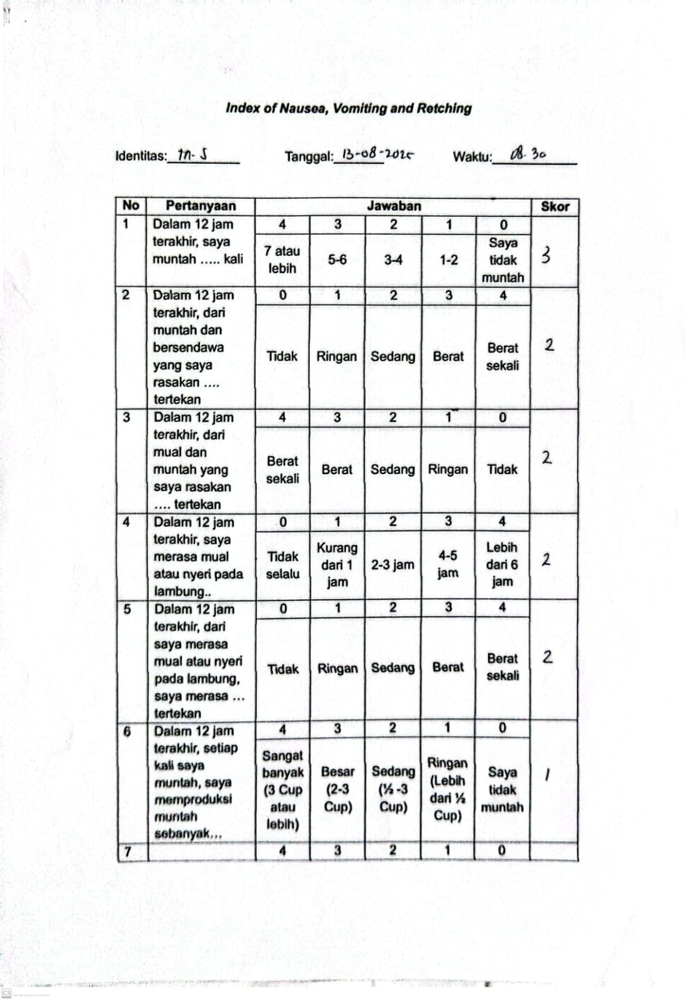 Index of Nausea, Vomiting and Retching
Identitas: tn. S Tanggal: 13-08-2025 Waktu: 08.30
No Pertanyaan Jawaban Skor
1 Dalam 12 jam 4 3 2 1 0
terakhir, saya
muntah ..... kali
7 atau
lebih
5-6 3-4 1-2
Saya
tidak
muntah
3
2 Dalam 12 jam 0 1 2 3 4
terakhir, dari
muntah dan
bersendawa
yang saya
rasakan ....
tertekan
Tidak Ringan Sedang Berat
Berat
sekali
2
3 Dalam 12 jam 4 3 2 1 0
terakhir, dari
mual dan
muntah yang
saya rasakan
.... tertekan
Berat
sekali
Berat Sedang Ringan Tidak
2
4 Dalam 12 jam 0 1 2 3 4
terakhir, saya
merasa mual
atau nyeri pada
lambung..
Tidak
selalu
Kurang
dari 1
jam
2-3 jam
4-5
jam
Lebih
dari 6
jam
2
5 Dalam 12 jam 0 1 2 3 4
terakhir, dari
saya merasa
mual atau nyeri
pada lambung,
saya merasa ...
tertekan
Tidak Ringan Sedang Berat
Berat
sekali
2
6 Dalam 12 jam 4 3 2 1 0
terakhir, setiap
kali saya
muntah, saya
memproduksi
muntah
sebanyak...
Sangat
banyak
(3 Cup
atau
lebih)
Besar
(2-3
Cup)
Sedang
(½ -3
Cup)
Ringan
(Lebih
dari ½
Cup)
Saya
tidak
muntah
1
7 4 3 2 1 0
CS